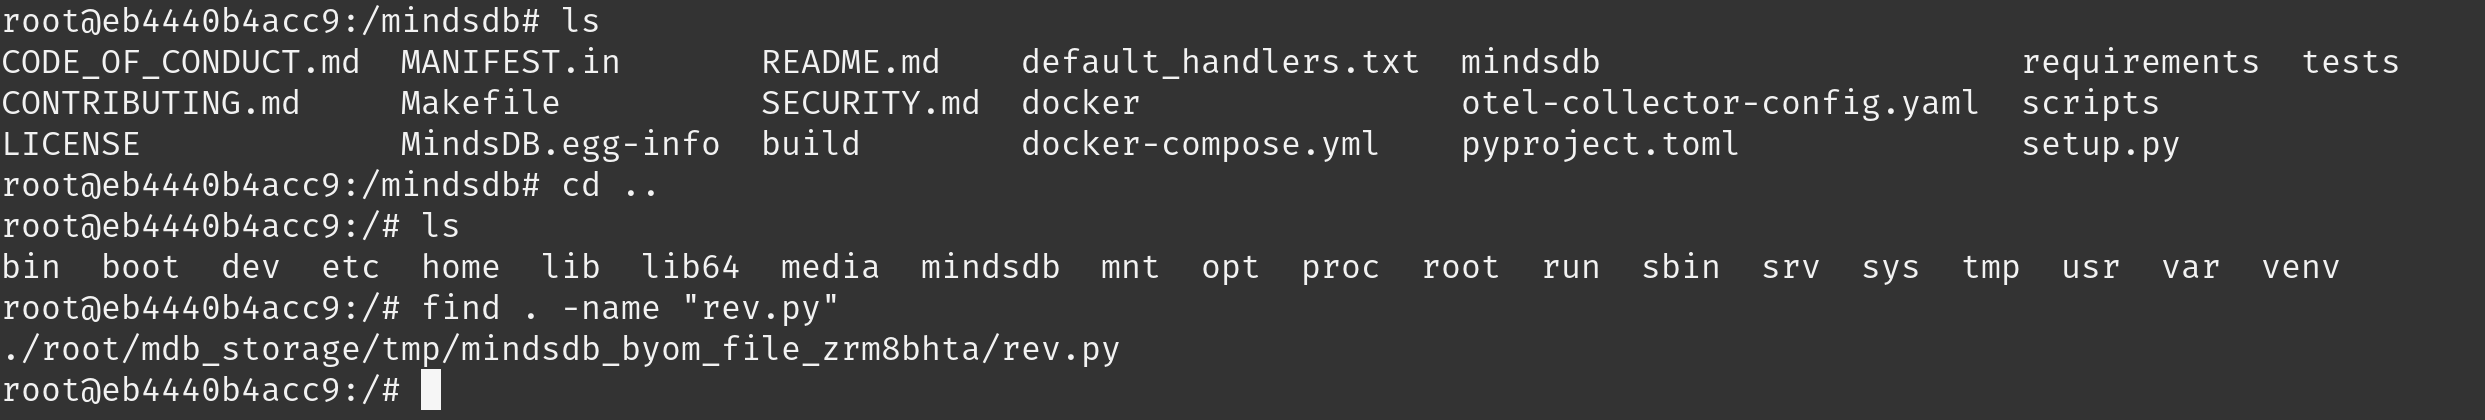 root@eb4440b4acc9:/mindsdb# ls
CODE_OF_CONDUCT.md  MANIFEST.in       README.md    default_handlers.txt  mindsdb                     requirements  tests
CONTRIBUTING.md     Makefile          SECURITY.md  docker                otel-collector-config.yaml  scripts
LICENSE             MindsDB.egg-info  build        docker-compose.yml    pyproject.toml              setup.py
root@eb4440b4acc9:/mindsdb# cd ..
root@eb4440b4acc9:/# ls
bin  boot  dev  etc  home  lib  lib64  media  mindsdb  mnt  opt  proc  root  run  sbin  srv  sys  tmp  usr  var  venv
root@eb4440b4acc9:/# find . -name "rev.py"
./root/mdb_storage/tmp/mindsdb_byom_file_zrm8bhta/rev.py
root@eb4440b4acc9:/#